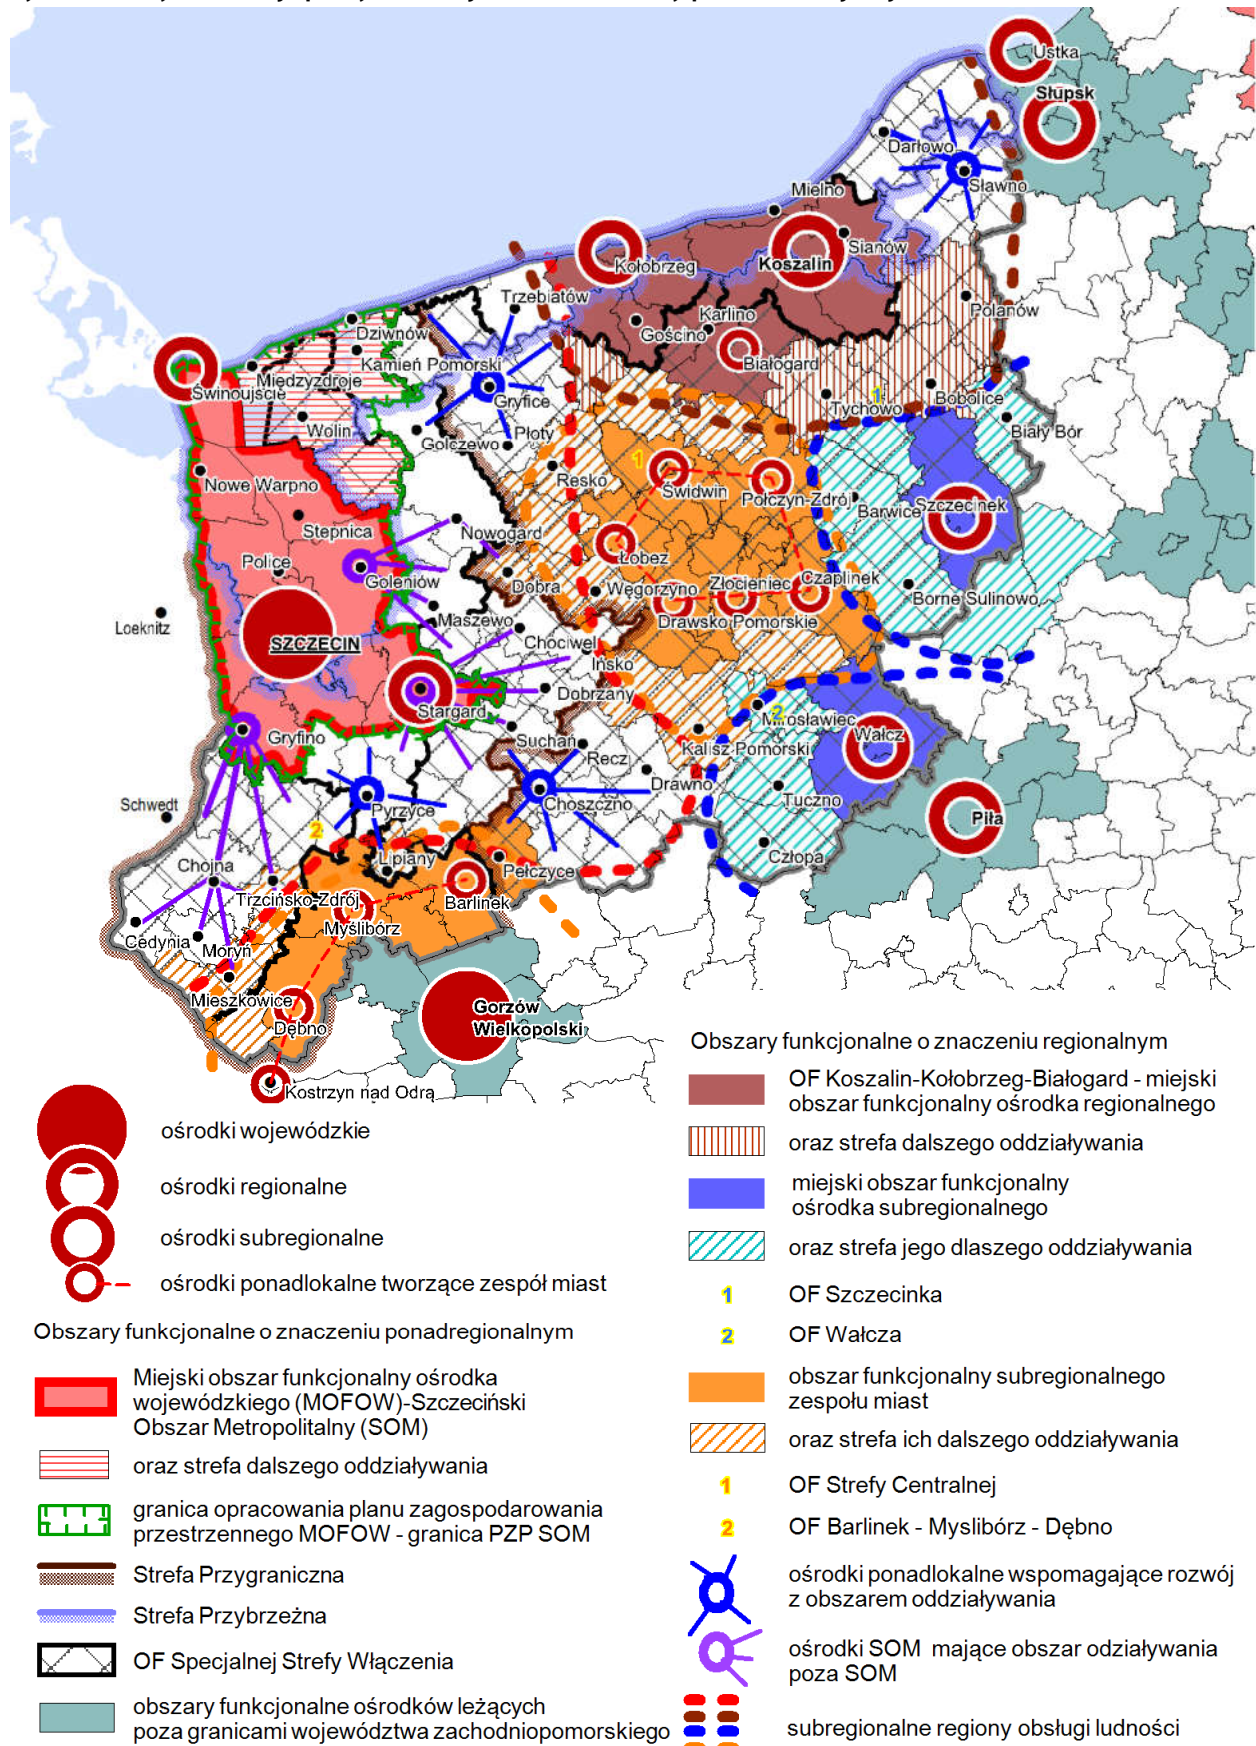 Ustka
Słupsk
Darłowo
Sławno
Mielno
Sianów
Koszalin
Kołobrzeg
Polanów
Trzebiatów
Karlino
Gościno
Białogard
Dziwnów
Kamień Pomorski
Międzyzdroje
Świnoujście
Wolin
Gryfice
Golczewo
Płoty
Tychowo
1
Bobolice
Biały Bór
Nowe Warpno
Resko
1
Świdwin
Połczyn-Zdrój
Barwice
Szczecinek
Stepnica
Nowogard
Police
Goleniów
Łobez
Dobra
Węgorzyno
Złocieniec
Czaplinek
Borne Sulinowo
Drawsko Pomorskie
Maszewo
Chociwel
Loeknitz
SZCZECIN
Ińsko
Dobrzany
Stargard
Mirosławiec
2
Wałcz
Kalisz Pomorski
Gryfino
Suchań
Recz
Drawno
Tuczno
Schwedt
Pyrzyce
Choszczno
Piła
2
Człopa
Chojna
Lipiany
Pełczyce
Trzcińsko-Zdrój
Barlinek
Myślibórz
Cedynia
Moryń
Mieszkowice
Dębno
Gorzów
Wielkopolski
Kostrzyn nad Odrą
ośrodki wojewódzkie
ośrodki regionalne
ośrodki subregionalne
ośrodki ponadlokalne tworzące zespół miast
Obszary funkcjonalne o znaczeniu ponadregionalnym
Miejski obszar funkcjonalny ośrodka
wojewódzkiego (MOFOW)-Szczeciński
Obszar Metropolitalny (SOM)
oraz strefa dalszego oddziaływania
granica opracowania planu zagospodarowania
przestrzennego MOFOW - granica PZP SOM
Strefa Przygraniczna
Strefa Przybrzeżna
OF Specjalnej Strefy Włączenia
obszary funkcjonalne ośrodków leżących
poza granicami województwa zachodniopomorskiego
Obszary funkcjonalne o znaczeniu regionalnym
OF Koszalin-Kołobrzeg-Białogard - miejski
obszar funkcjonalny ośrodka regionalnego
oraz strefa dalszego oddziaływania
miejski obszar funkcjonalny
ośrodka subregionalnego
oraz strefa jego dlaszego oddziaływania
1 OF Szczecinka
2 OF Wałcza
obszar funkcjonalny subregionalnego
zespołu miast
oraz strefa ich dalszego oddziaływania
1 OF Strefy Centralnej
2 OF Barlinek - Myslibórz - Dębno
ośrodki ponadlokalne wspomagające rozwój
z obszarem oddziaływania
ośrodki SOM mające obszar odziaływania
poza SOM
subregionalne regiony obsługi ludności